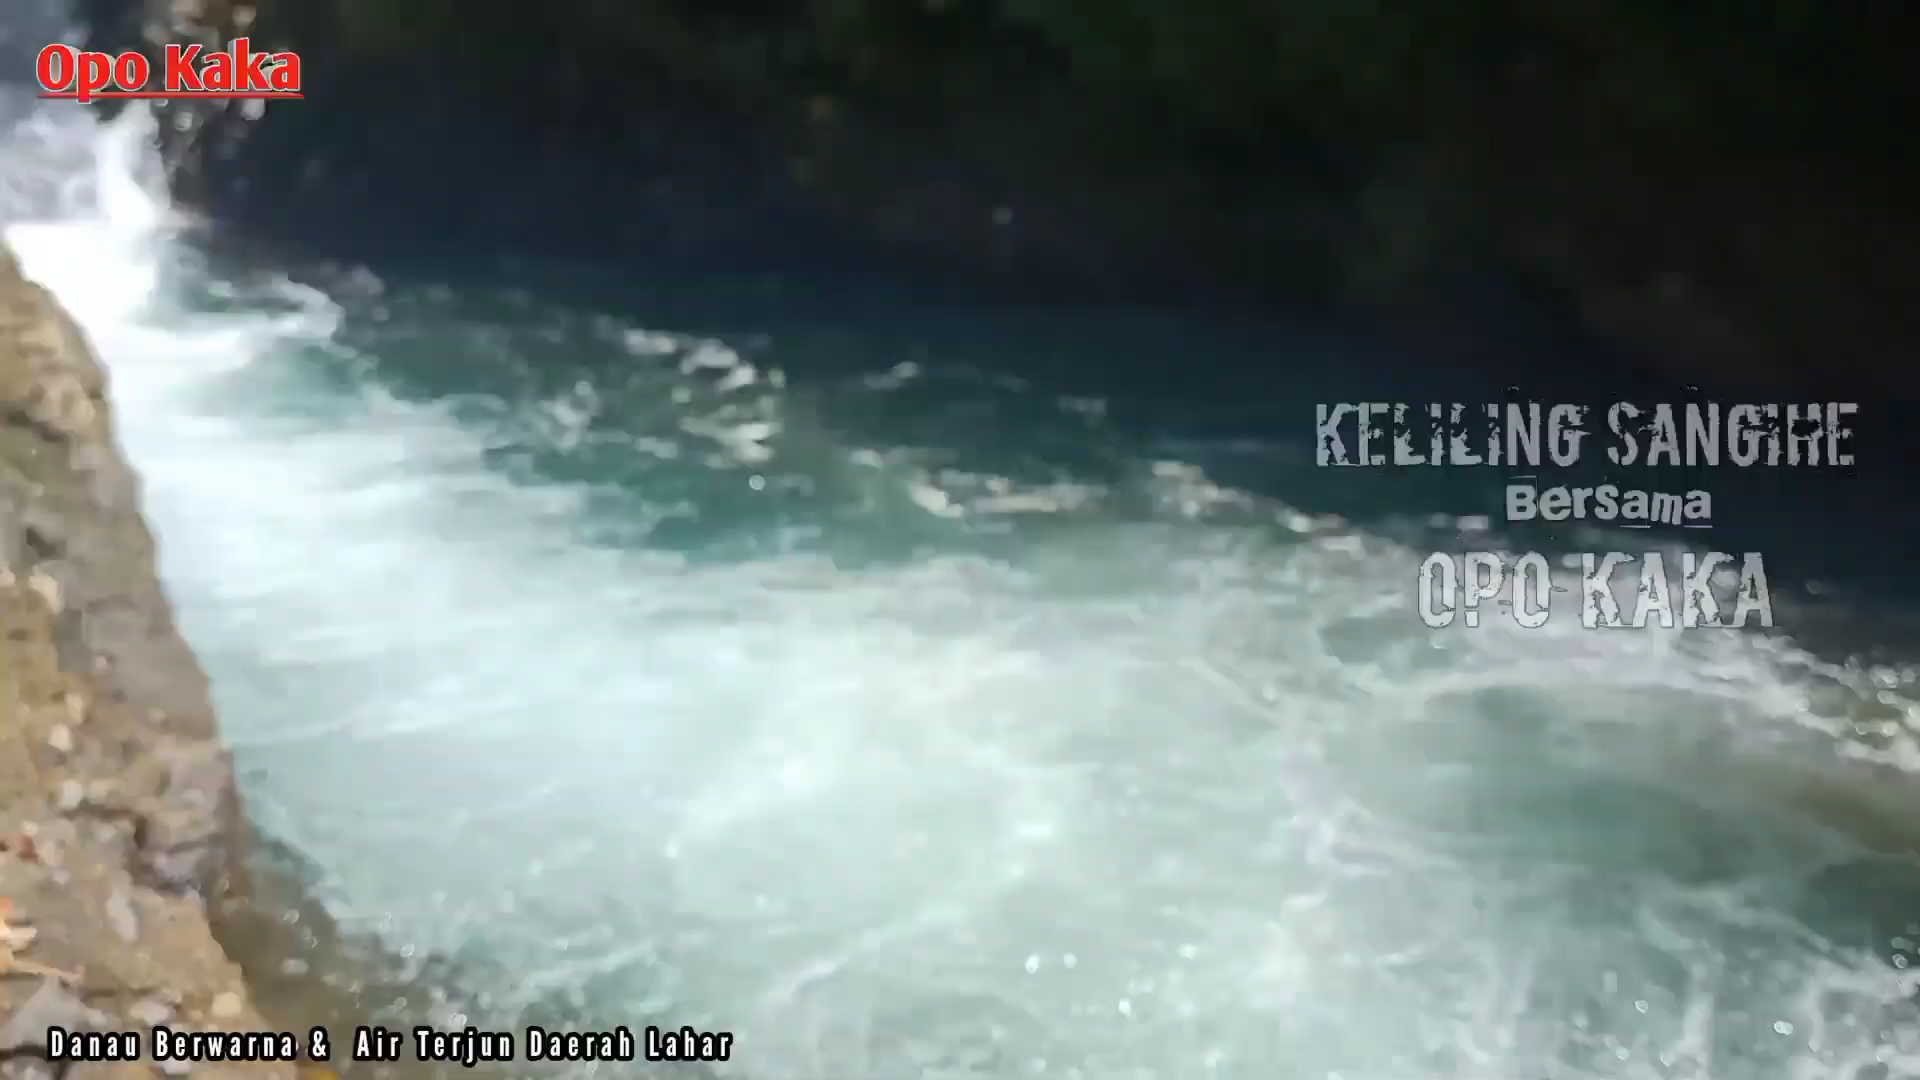 Opo Kaka
KELILING SANGIHE
Bersama
OPO KAKA
Danau Berwarna & Air Terjun Daerah Lahar